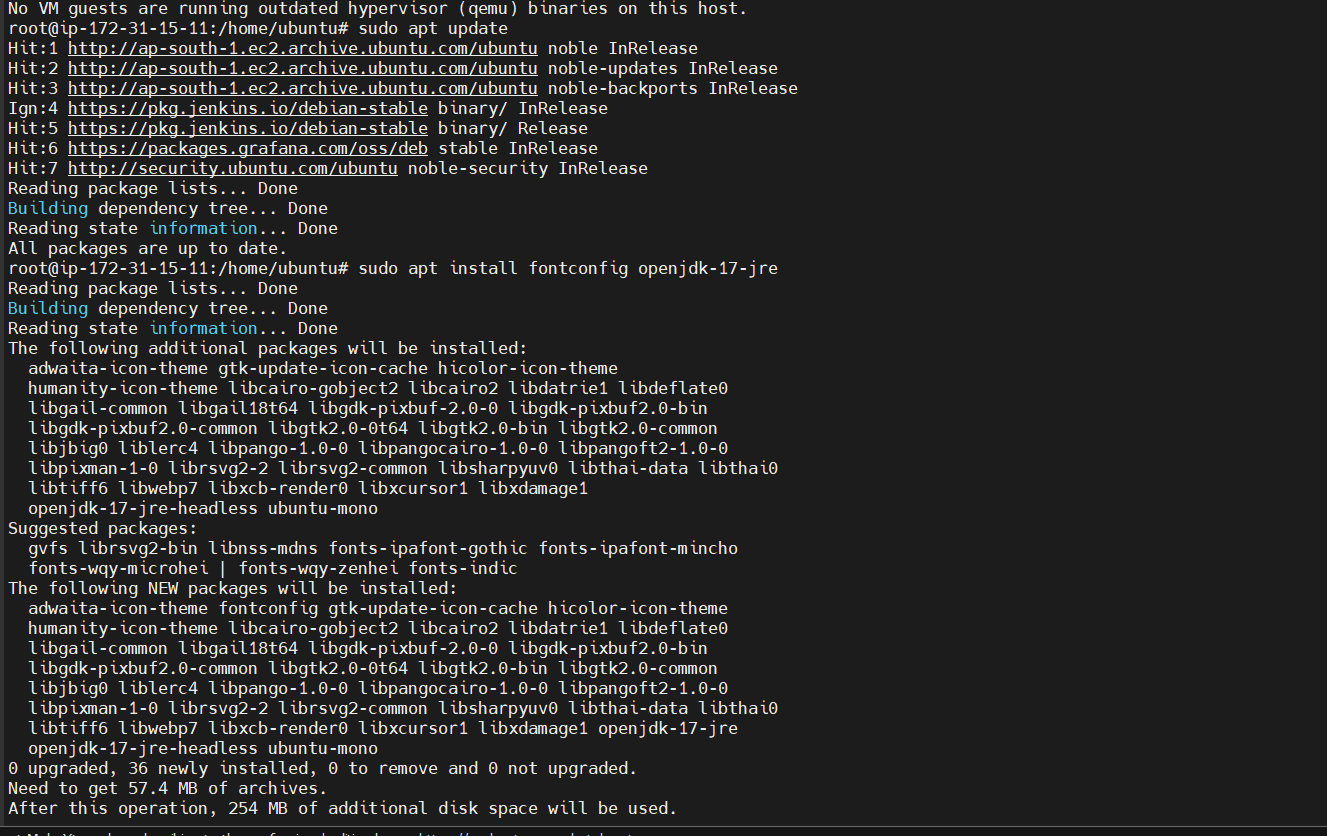 No VM guests are running outdated hypervisor (qemu) binaries on this host.
root@ip-172-31-15-11:/home/ubuntu# sudo apt update
Hit:1 http://ap-south-1.ec2.archive.ubuntu.com/ubuntu noble InRelease
Hit:2 http://ap-south-1.ec2.archive.ubuntu.com/ubuntu noble-updates InRelease
Hit:3 http://ap-south-1.ec2.archive.ubuntu.com/ubuntu noble-backports InRelease
Ign:4 https://pkg.jenkins.io/debian-stable binary/ InRelease
Hit:5 https://pkg.jenkins.io/debian-stable binary/ Release
Hit:6 https://packages.grafana.com/oss/deb stable InRelease
Hit:7 http://security.ubuntu.com/ubuntu noble-security InRelease
Reading package lists... Done
Building dependency tree... Done
Reading state information... Done
All packages are up to date.
root@ip-172-31-15-11:/home/ubuntu# sudo apt install fontconfig openjdk-17-jre
Reading package lists... Done
Building dependency tree... Done
Reading state information... Done
The following additional packages will be installed:
  adwaita-icon-theme gtk-update-icon-cache hicolor-icon-theme
  humanity-icon-theme libcairo-gobject2 libcairo2 libdatrie1 libdeflate0
  libgail-common libgail18t64 libgdk-pixbuf-2.0-0 libgdk-pixbuf2.0-bin
  libgdk-pixbuf2.0-common libgtk2.0-0t64 libgtk2.0-bin libgtk2.0-common
  libjbig0 liblerc4 libpango-1.0-0 libpangocairo-1.0-0 libpangoft2-1.0-0
  libpixman-1-0 librsvg2-2 librsvg2-common libsharpyuv0 libthai-data libthai0
  libtiff6 libwebp7 libxcb-render0 libxcursor1 libxdamage1
  openjdk-17-jre-headless ubuntu-mono
Suggested packages:
  gvfs librsvg2-bin libnss-mdns fonts-ipafont-gothic fonts-ipafont-mincho
  fonts-wqy-microhei | fonts-wqy-zenhei fonts-indic
The following NEW packages will be installed:
  adwaita-icon-theme fontconfig gtk-update-icon-cache hicolor-icon-theme
  humanity-icon-theme libcairo-gobject2 libcairo2 libdatrie1 libdeflate0
  libgail-common libgail18t64 libgdk-pixbuf-2.0-0 libgdk-pixbuf2.0-bin
  libgdk-pixbuf2.0-common libgtk2.0-0t64 libgtk2.0-bin libgtk2.0-common
  libjbig0 liblerc4 libpango-1.0-0 libpangocairo-1.0-0 libpangoft2-1.0-0
  libpixman-1-0 librsvg2-2 librsvg2-common libsharpyuv0 libthai-data libthai0
  libtiff6 libwebp7 libxcb-render0 libxcursor1 libxdamage1 openjdk-17-jre
  openjdk-17-jre-headless ubuntu-mono
0 upgraded, 36 newly installed, 0 to remove and 0 not upgraded.
Need to get 57.4 MB of archives.
After this operation, 254 MB of additional disk space will be used.